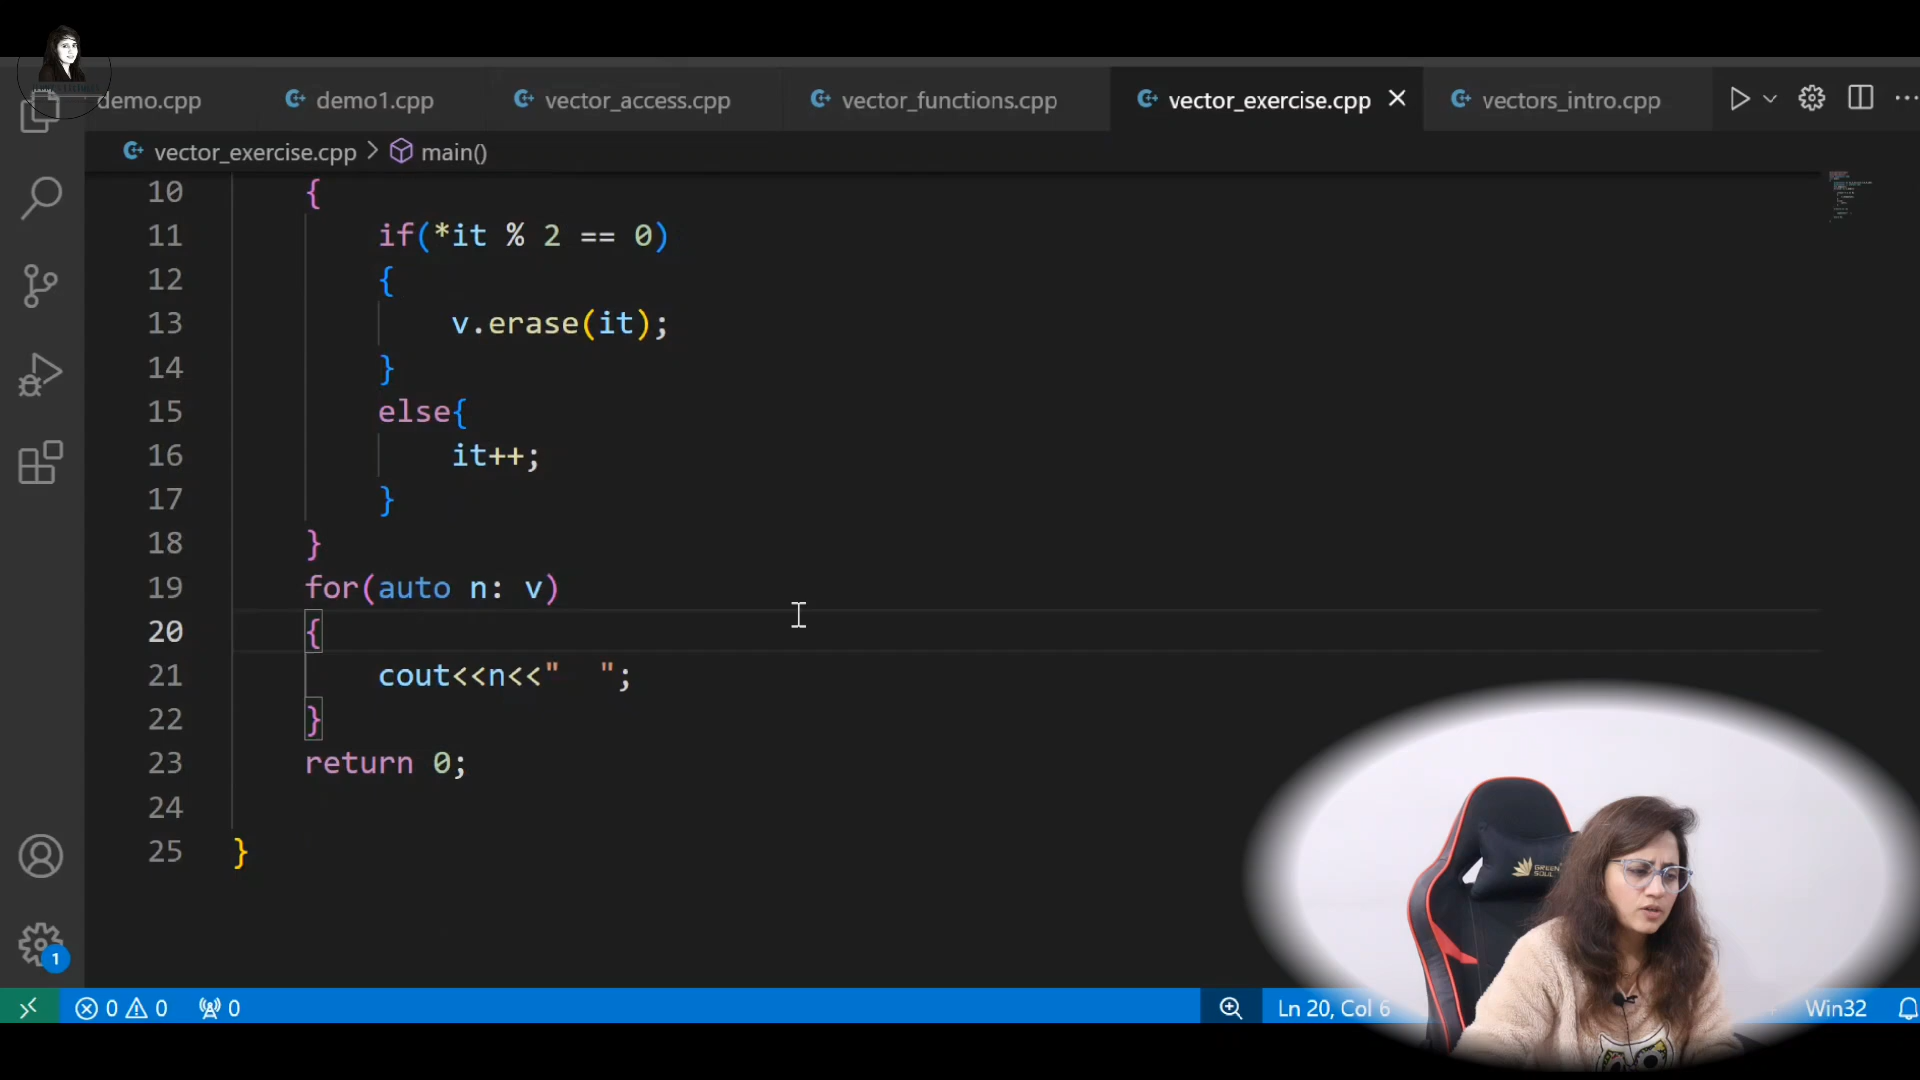 demo.cpp demo1.cpp vector_access.cpp vector_functions.cpp vector_exercise.cpp vectors_intro.cpp
vector_exercise.cpp > main()
10 {
11 if(*it % 2 == 0)
12 {
13 v.erase(it);
14 }
15 else{
16 it++;
17 }
18 }
19 for(auto n: v)
20 {
21 cout<<n<<"  ";
22 }
23 return 0;
24
25 }
GREEN
SOUL
1
0 0 0 Ln 20, Col 6 Win32